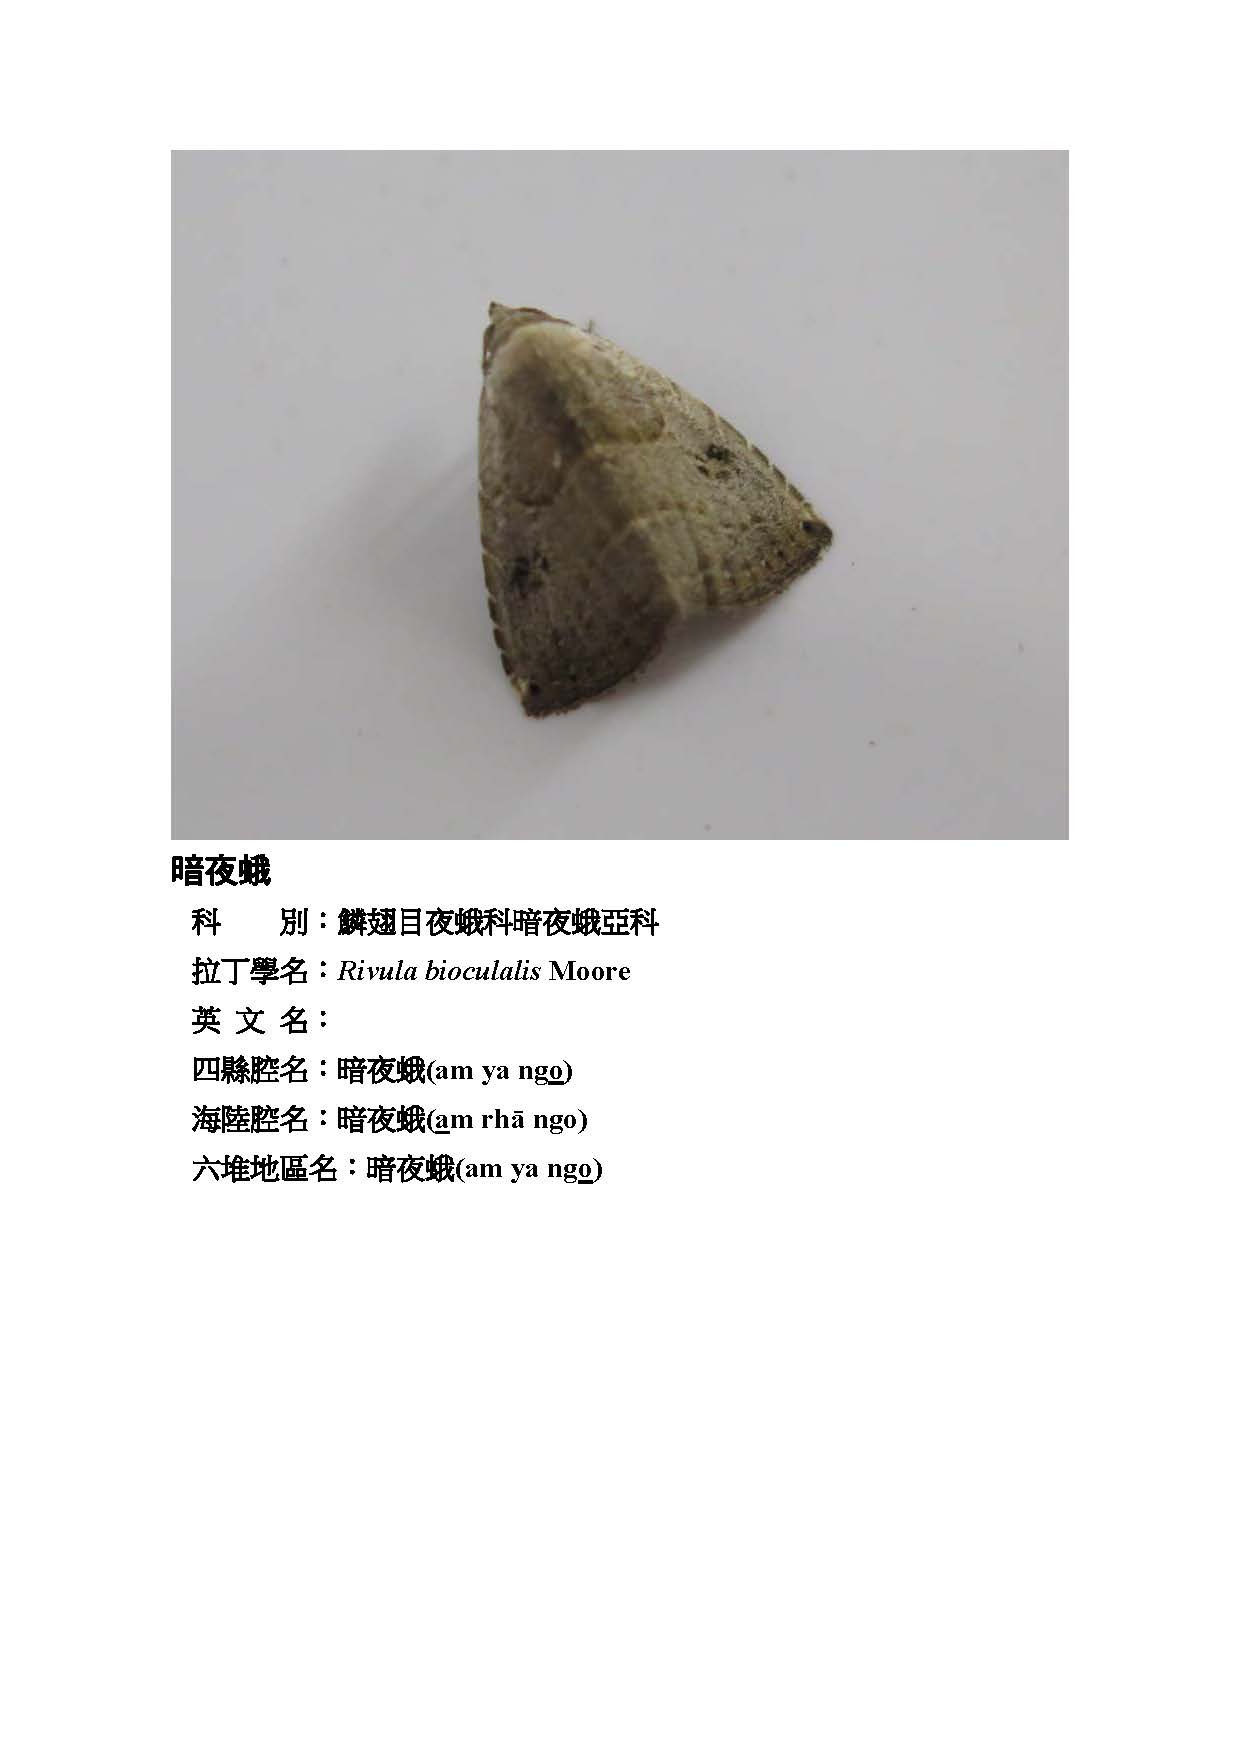 暗夜蛾
科　　別：鱗翅目夜蛾科暗夜蛾亞科
拉丁學名：Rivula bioculalis Moore
英 文 名：
四縣腔名：暗夜蛾(am ya ngo)
海陸腔名：暗夜蛾(am rhā ngo)
六堆地區名：暗夜蛾(am ya ngo)